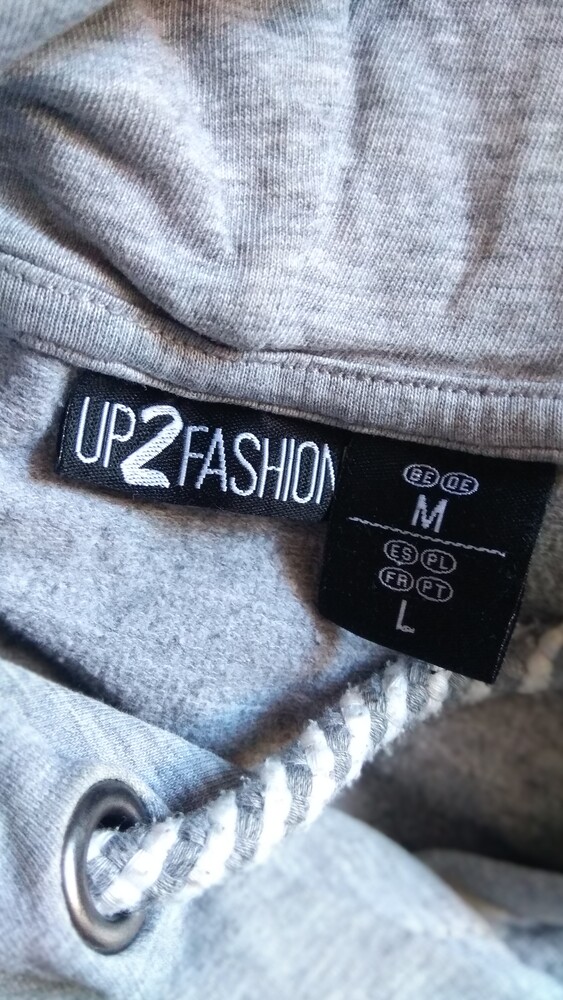 UP2FASHION
BE DE
M
ES PL
FR PT
L